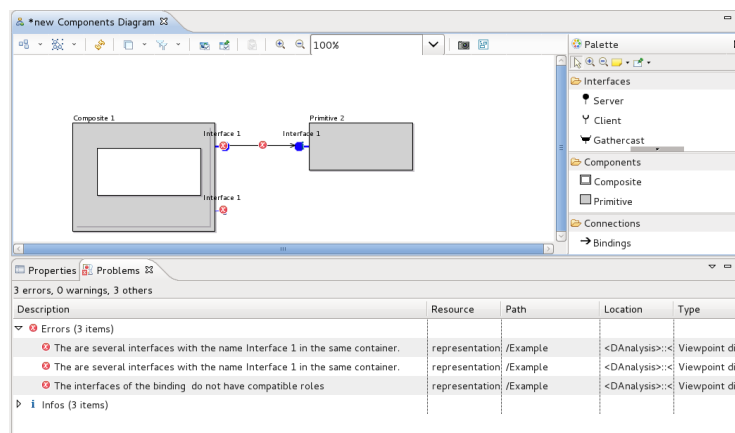 *new Components Diagram
100%
Palette
Interfaces
Server
Client
Gathercast
Components
Composite
Primitive
Connections
Bindings
Composite 1
Primitive 2
Interface 1
Interface 1
Interface 1
Properties
Problems
3 errors, 0 warnings, 3 others
Description Resource Path Location Type
Errors (3 items)
The are several interfaces with the name Interface 1 in the same container. representation /Example <DAnalysis>::< Viewpoint di
The are several interfaces with the name Interface 1 in the same container. representation /Example <DAnalysis>::< Viewpoint di
The interfaces of the binding do not have compatible roles representation /Example <DAnalysis>::< Viewpoint di
Infos (3 items)